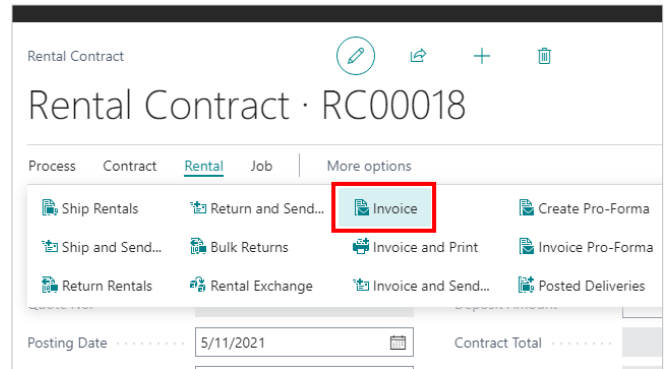 Rental Contract
Rental Contract · RC00018
Process Contract Rental Job More options
Ship Rentals Return and Send... Invoice Create Pro-Forma
Ship and Send... Bulk Returns Invoice and Print Invoice Pro-Forma
Return Rentals Rental Exchange Invoice and Send... Posted Deliveries
Posting Date 5/11/2021 Contract Total